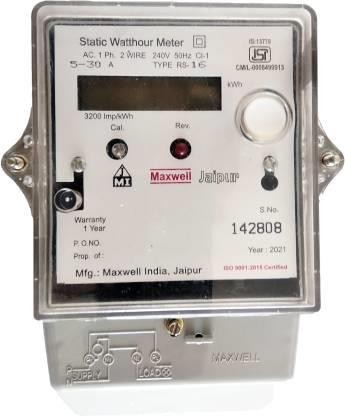 Static Watthour Meter
IS:13779
AC. 1 Ph. 2 WIRE 240V 50Hz Cl-1
5-30 A TYPE RS-16
ISI
CM/L-0008499913
kWh
3200 Imp/kWh
Cal. Rev.
MI
Maxwell Jaipur
Warranty
1 Year
S.No.
142808
P.O.NO.
Year: 2021
Prop. of:
ISO 9001:2015 Certified
Mfg.: Maxwell India, Jaipur
SUPPLY LOAD
MAXWELL